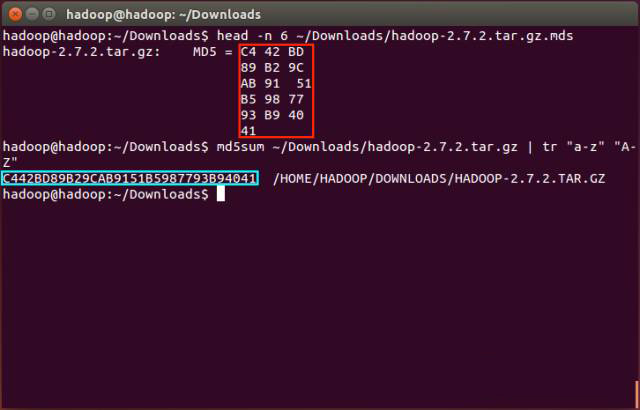 hadoop@hadoop: ~/Downloads
hadoop@hadoop:~/Downloads$ head -n 6 ~/Downloads/hadoop-2.7.2.tar.gz.mds
hadoop-2.7.2.tar.gz:    MD5 = C4 42 BD
89 B2 9C
AB 91  51
B5 98 77
93 B9 40
41
hadoop@hadoop:~/Downloads$ md5sum ~/Downloads/hadoop-2.7.2.tar.gz | tr "a-z" "A-
Z"
C442BD89B29CAB9151B5987793B94041  /HOME/HADOOP/DOWNLOADS/HADOOP-2.7.2.TAR.GZ
hadoop@hadoop:~/Downloads$